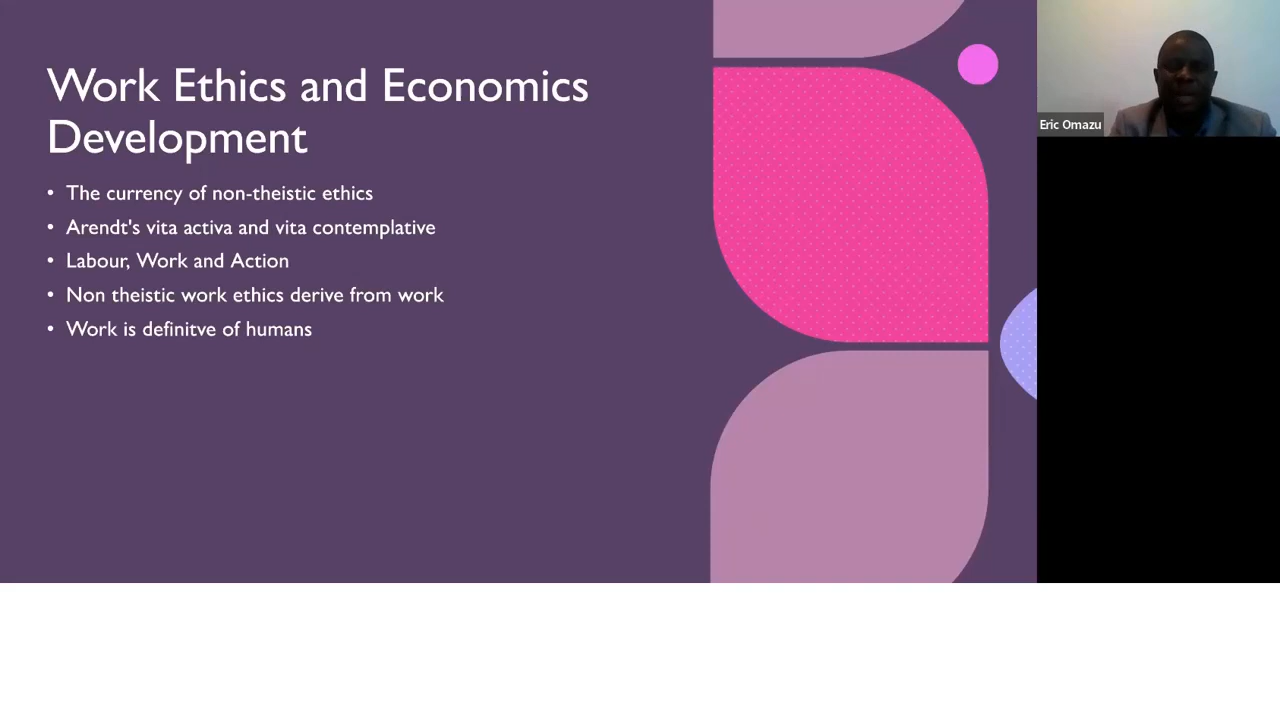 Work Ethics and Economics
Development
• The currency of non-theistic ethics
• Arendt's vita activa and vita contemplative
• Labour, Work and Action
• Non theistic work ethics derive from work
• Work is definitve of humans
Eric Omazu